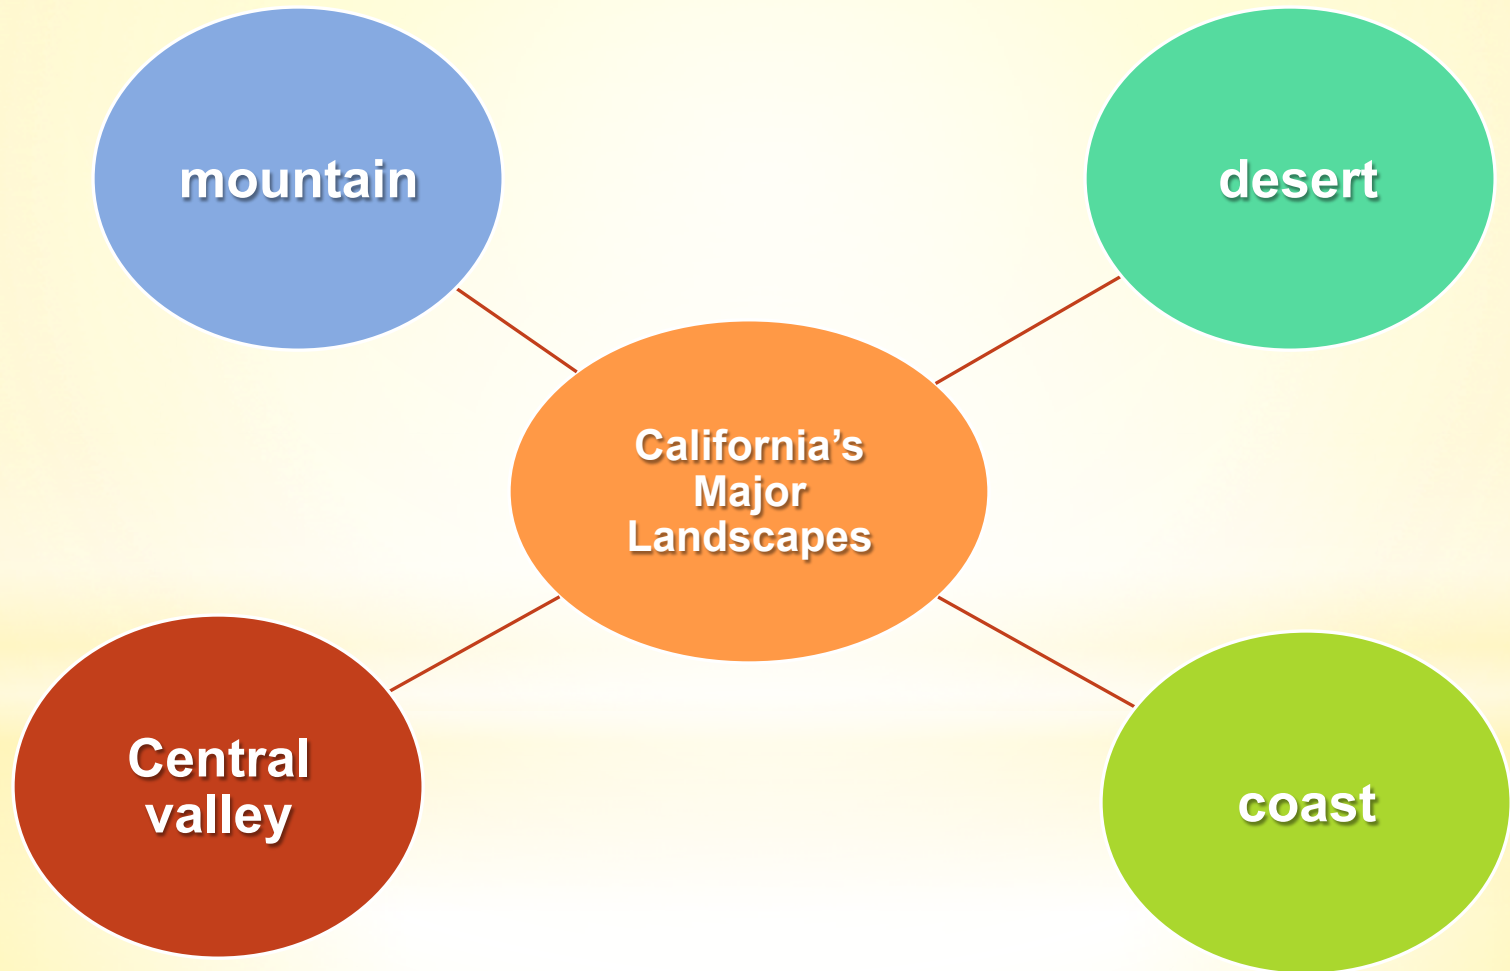 mountain
desert
California’s
Major
Landscapes
Central
valley
coast